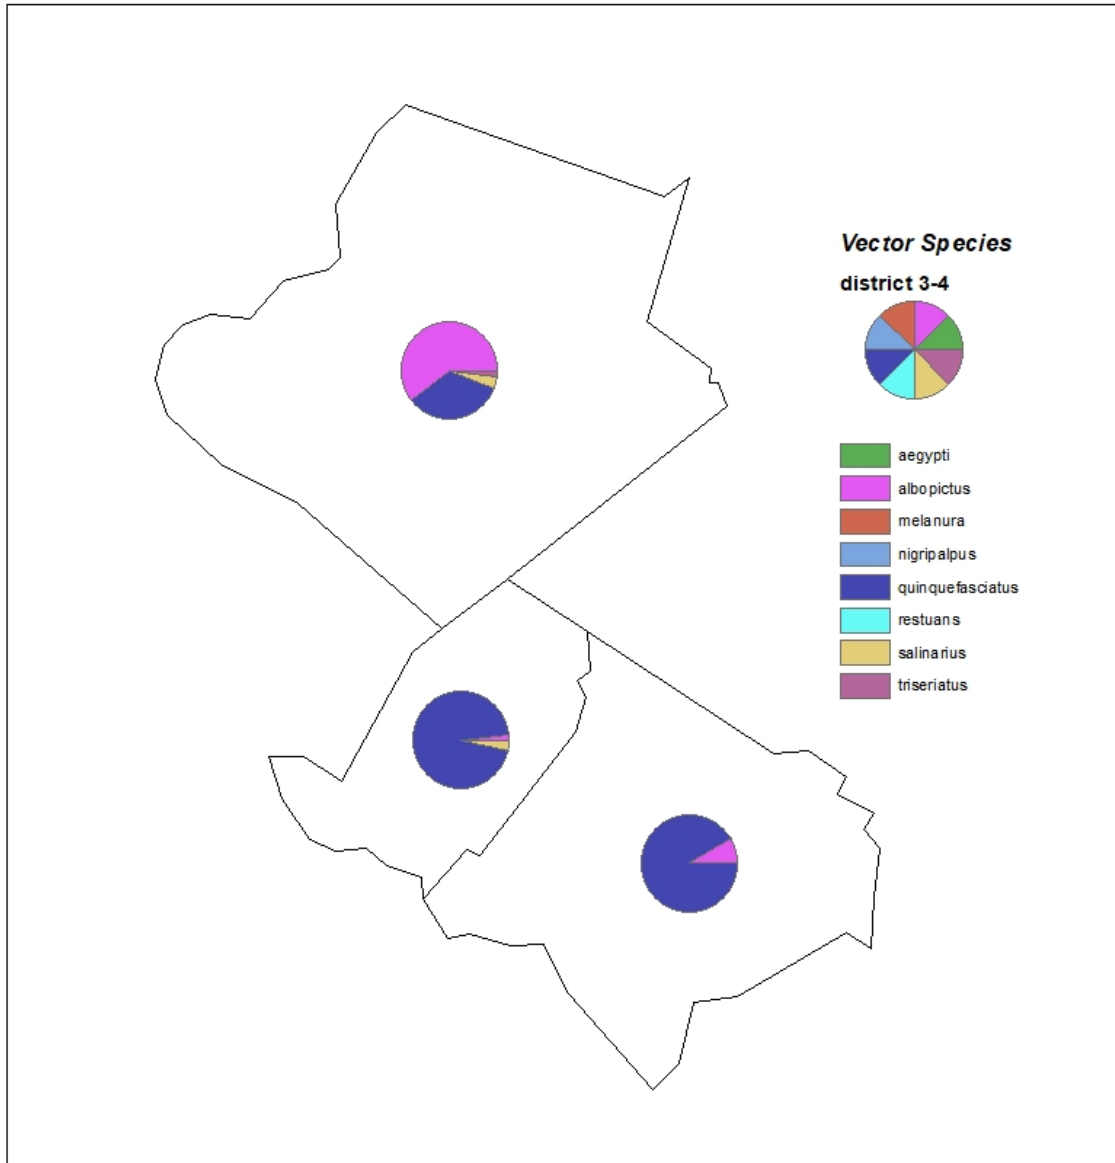 Vector Species
district 3-4
aegypti
albopictus
melanura
nigripalpus
quinquefasciatus
restuans
salinarius
triseriatus